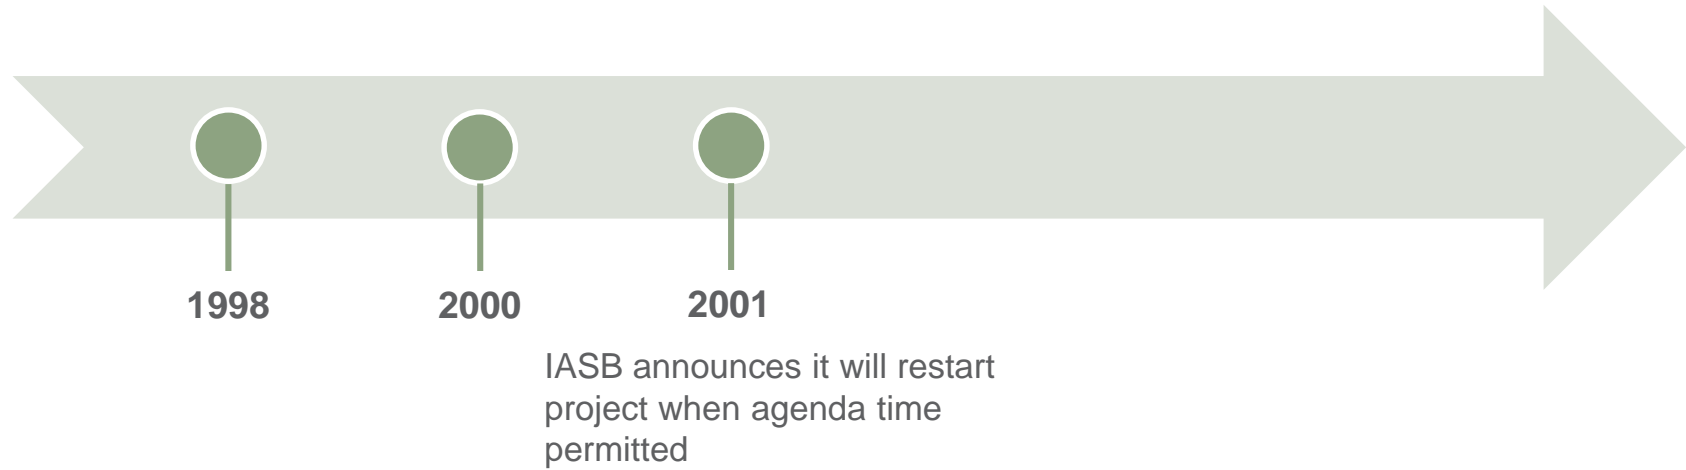 1998
2000
2001
IASB announces it will restart
project when agenda time
permitted